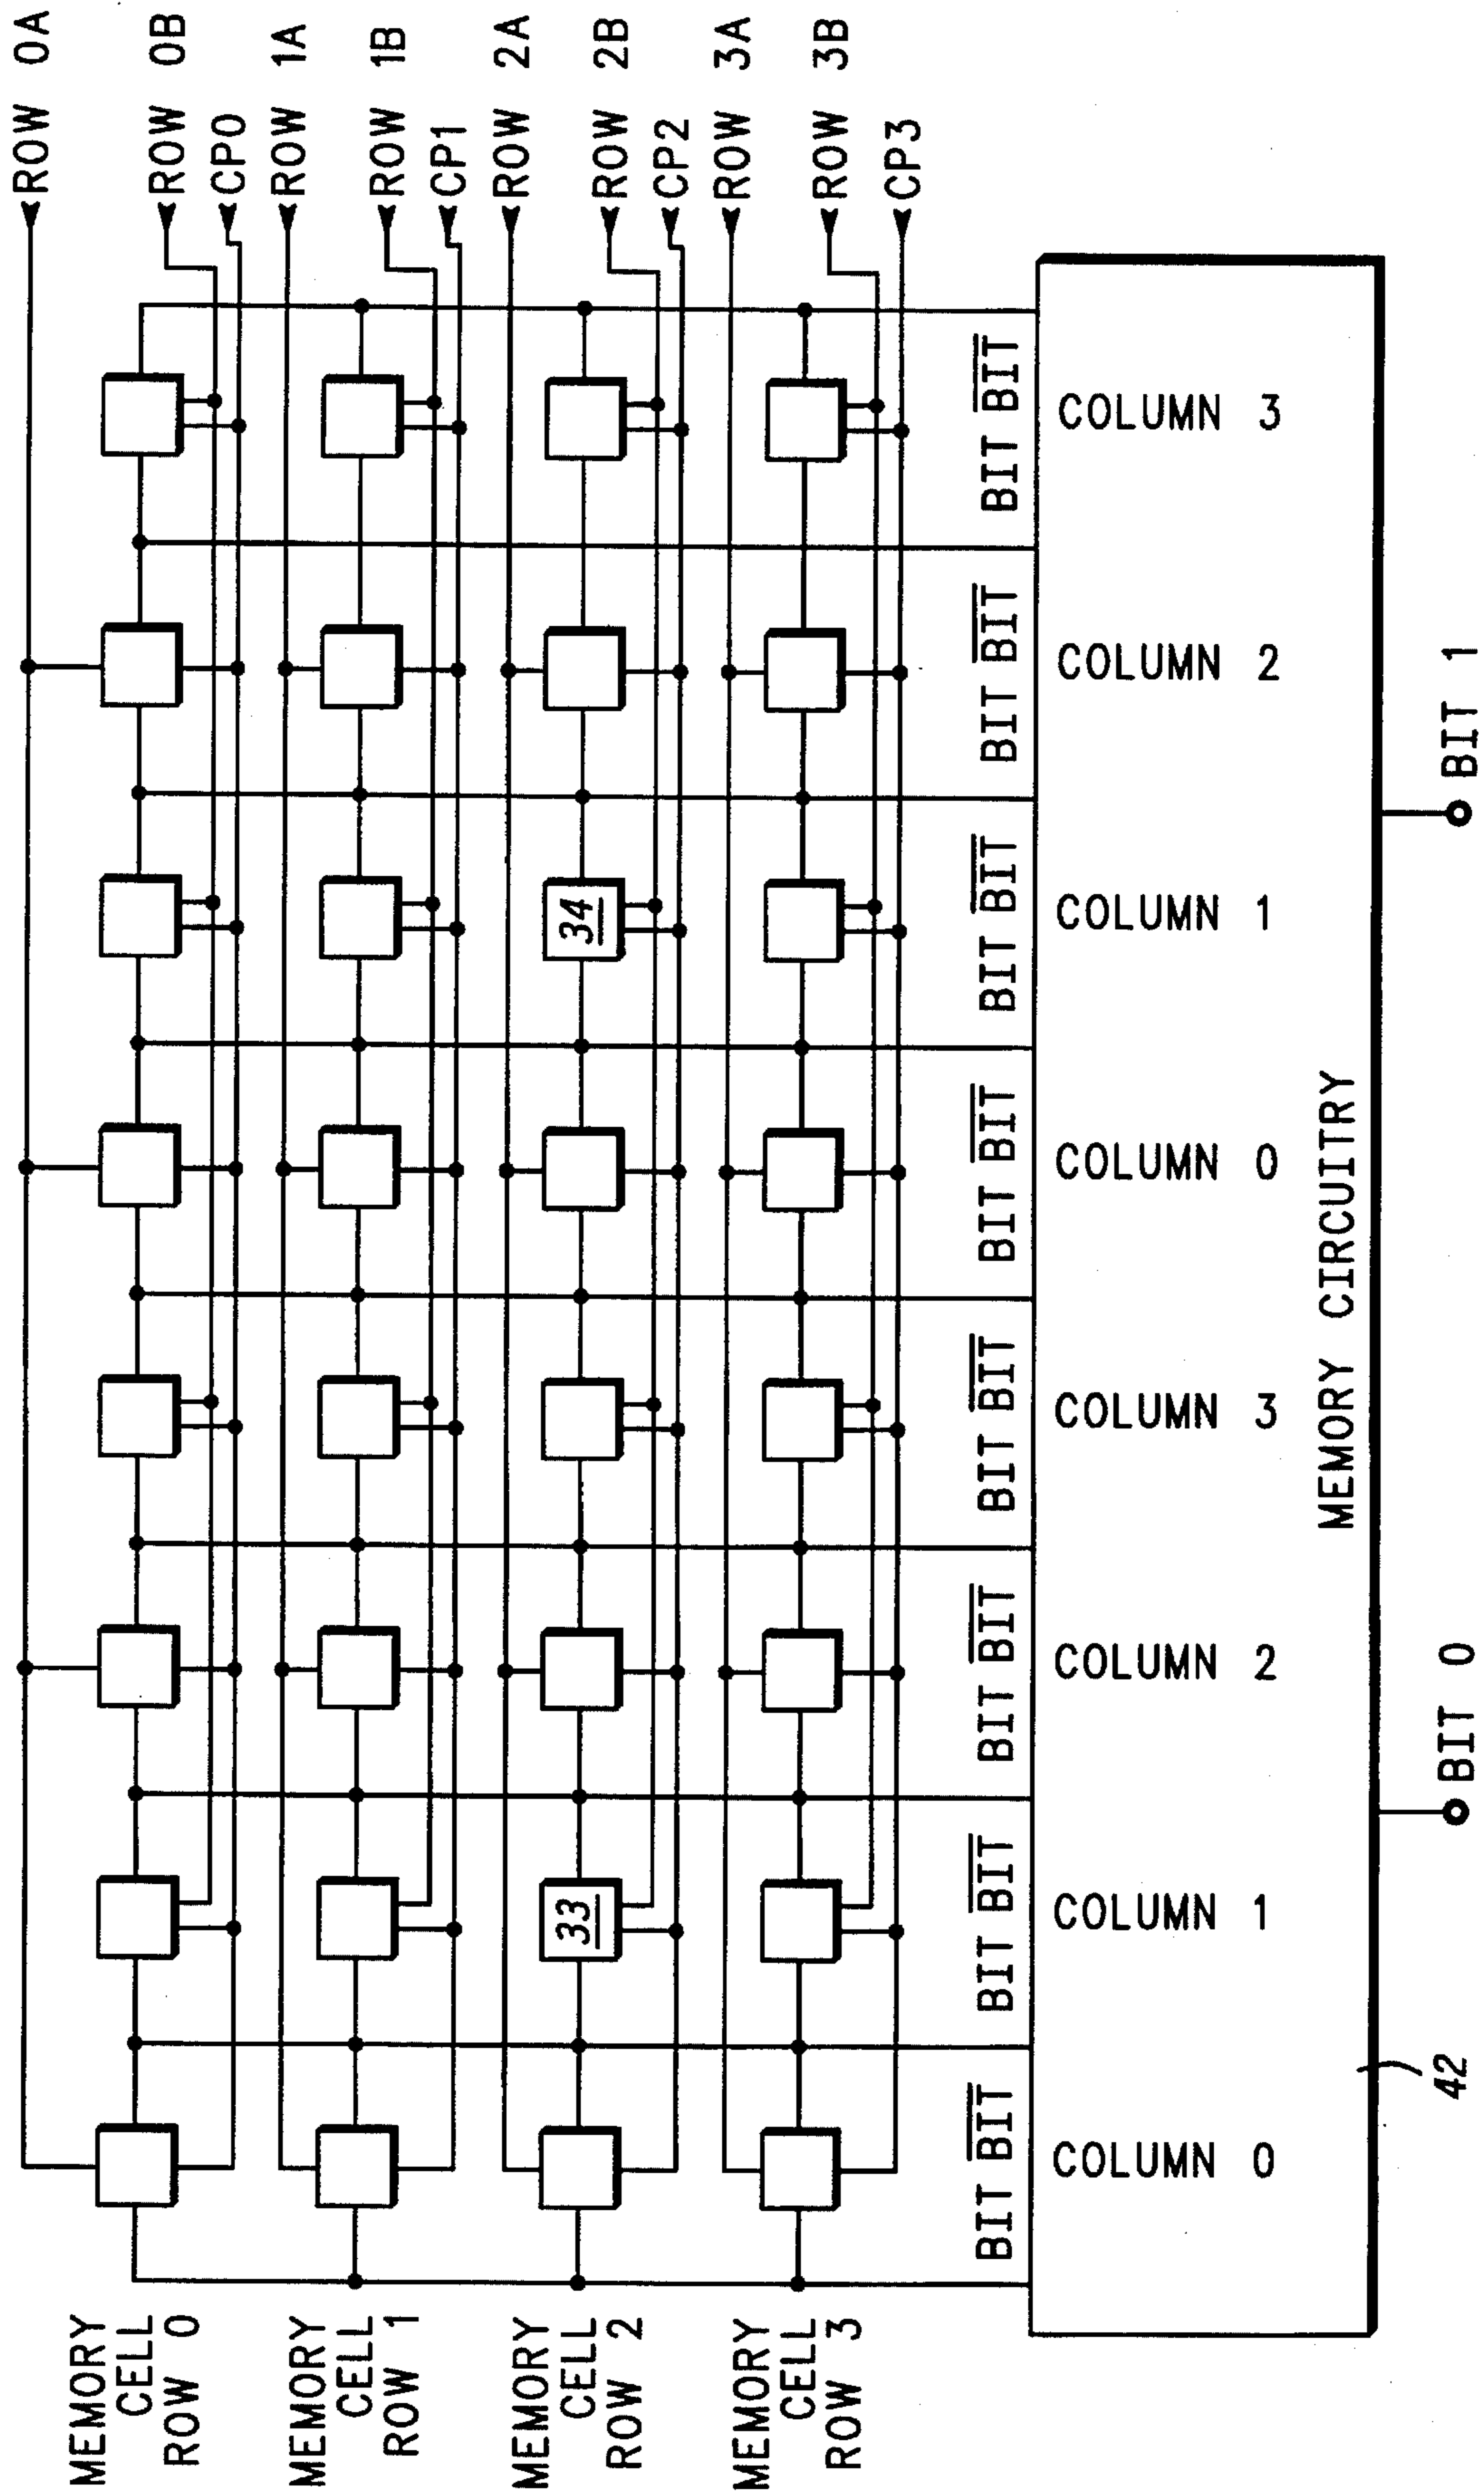 ROW 0A
ROW 0B
CP0
ROW 1A
ROW 1B
CP1
ROW 2A
ROW 2B
CP2
ROW 3A
ROW 3B
CP3
MEMORY
CELL
ROW 0
MEMORY
CELL
ROW 1
MEMORY
CELL
ROW 2
MEMORY
CELL
ROW 3
33
34
BIT BIT
BIT BIT
BIT BIT
BIT BIT
BIT BIT
BIT BIT
BIT BIT
BIT BIT
COLUMN 0
COLUMN 1
COLUMN 2
COLUMN 3
COLUMN 0
COLUMN 1
COLUMN 2
COLUMN 3
MEMORY CIRCUITRY
42
BIT 0
BIT 1